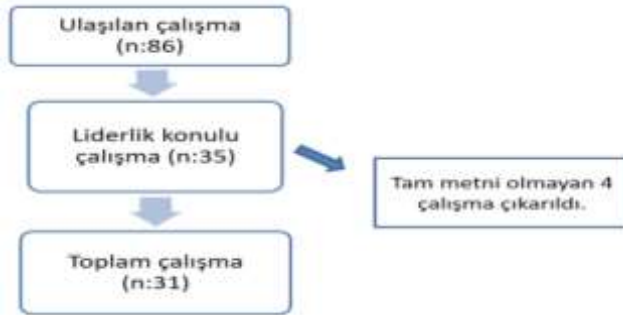 Ulaşılan çalışma
(n:86)
Liderlik konulu
çalışma (n:35)
Tam metni olmayan 4
çalışma çıkarıldı.
Toplam çalışma
(n:31)